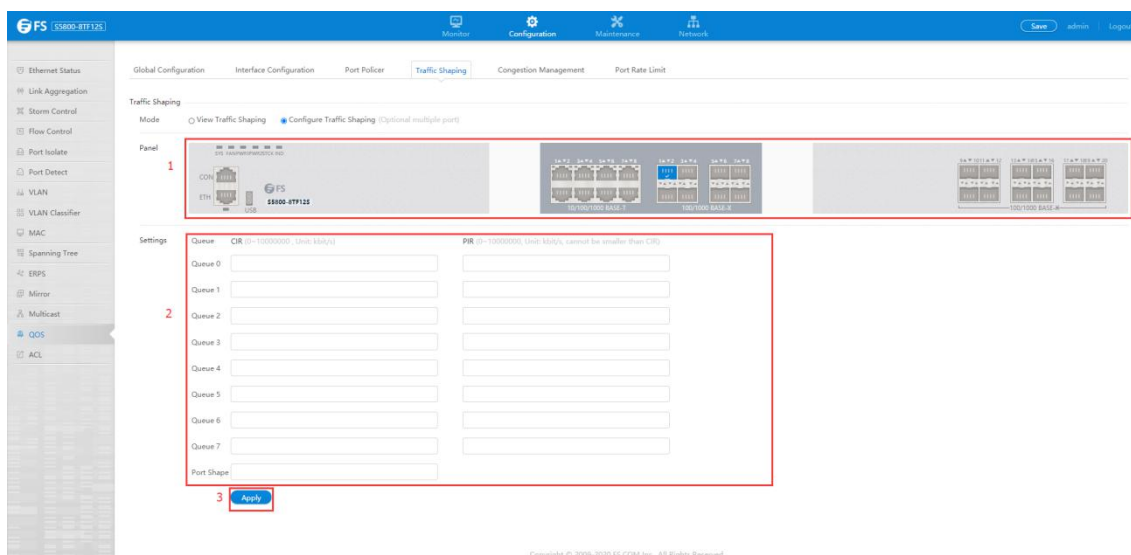 FS S5800-8TF12S
Monitor Configuration Maintenance Network
Save admin Logou
Ethernet Status
Link Aggregation
Storm Control
Flow Control
Port Isolate
Port Detect
VLAN
VLAN Classifier
MAC
Spanning Tree
ERPS
Mirror
Multicast
QOS
ACL
Global Configuration Interface Configuration Port Policer Traffic Shaping Congestion Management Port Rate Limit
Traffic Shaping
Mode View Traffic Shaping Configure Traffic Shaping (Optional multiple port)
Panel
1
CON
ETH
USB
FS
S5800-8TF12S
10/100/1000 BASE-T
100/1000 BASE-X
100/1000 BASE-X
Settings Queue CIR (0~10000000 , Unit: kbit/s) PIR (0~10000000, Unit: kbit/s, cannot be smaller than CIR)
Queue 0
Queue 1
2 Queue 2
Queue 3
Queue 4
Queue 5
Queue 6
Queue 7
Port Shape
3 Apply